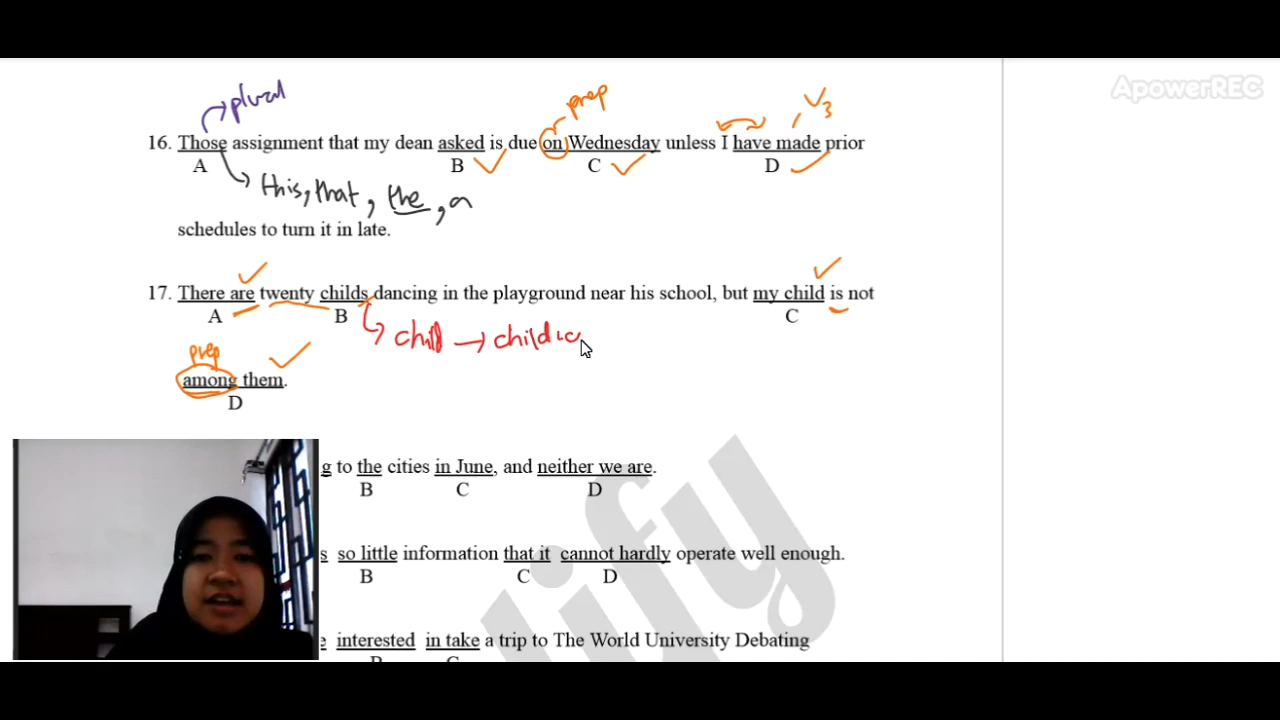 ApowerREC
plural
prep
V3
16. Those assignment that my dean asked is due on Wednesday unless I have made prior
A B C D
this, that, the, a
schedules to turn it in late.
17. There are twenty childs dancing in the playground near his school, but my child is not
A B C
child → child
prep
among them.
D
g to the cities in June, and neither we are.
B C D
s so little information that it cannot hardly operate well enough.
B C D
interested in take a trip to The World University Debating